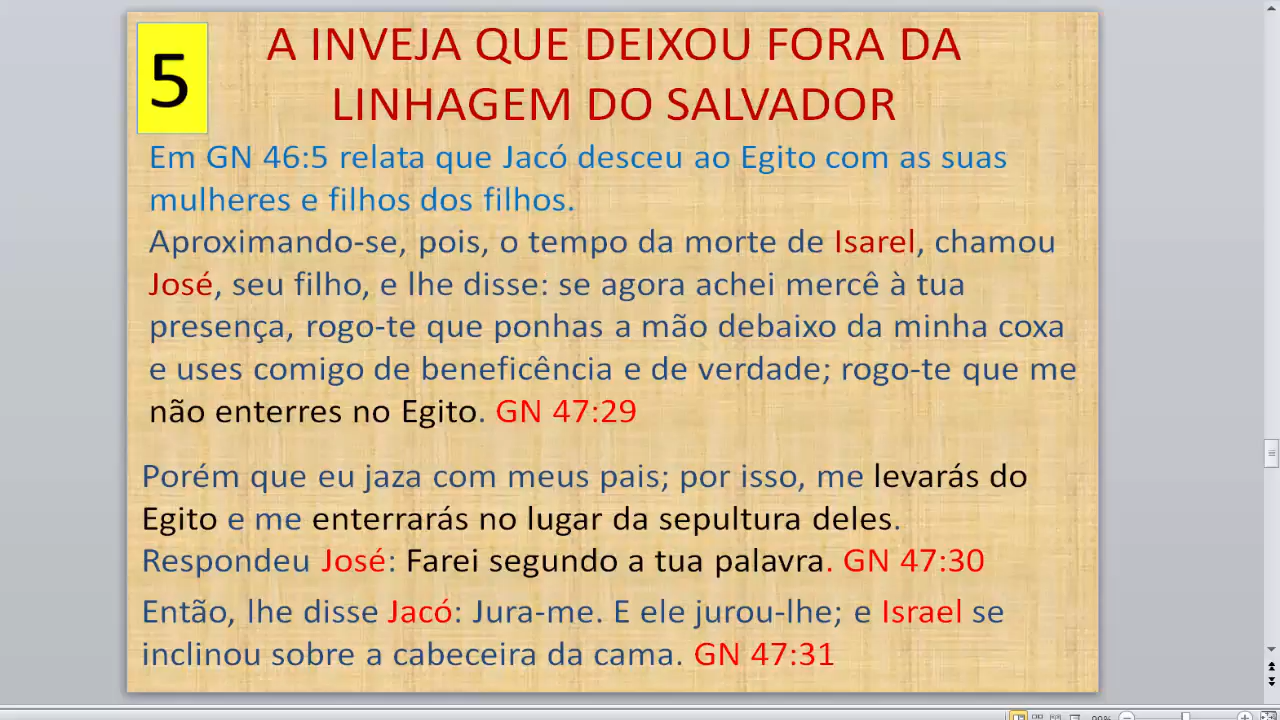 5
A INVEJA QUE DEIXOU FORA DA
LINHAGEM DO SALVADOR
Em GN 46:5 relata que Jacó desceu ao Egito com as suas
mulheres e filhos dos filhos.
Aproximando-se, pois, o tempo da morte de Isarel, chamou
José, seu filho, e lhe disse: se agora achei mercê à tua
presença, rogo-te que ponhas a mão debaixo da minha coxa
e uses comigo de beneficência e de verdade; rogo-te que me
não enterres no Egito. GN 47:29
Porém que eu jaza com meus pais; por isso, me levarás do
Egito e me enterrarás no lugar da sepultura deles.
Respondeu José: Farei segundo a tua palavra. GN 47:30
Então, lhe disse Jacó: Jura-me. E ele jurou-lhe; e Israel se
inclinou sobre a cabeceira da cama. GN 47:31